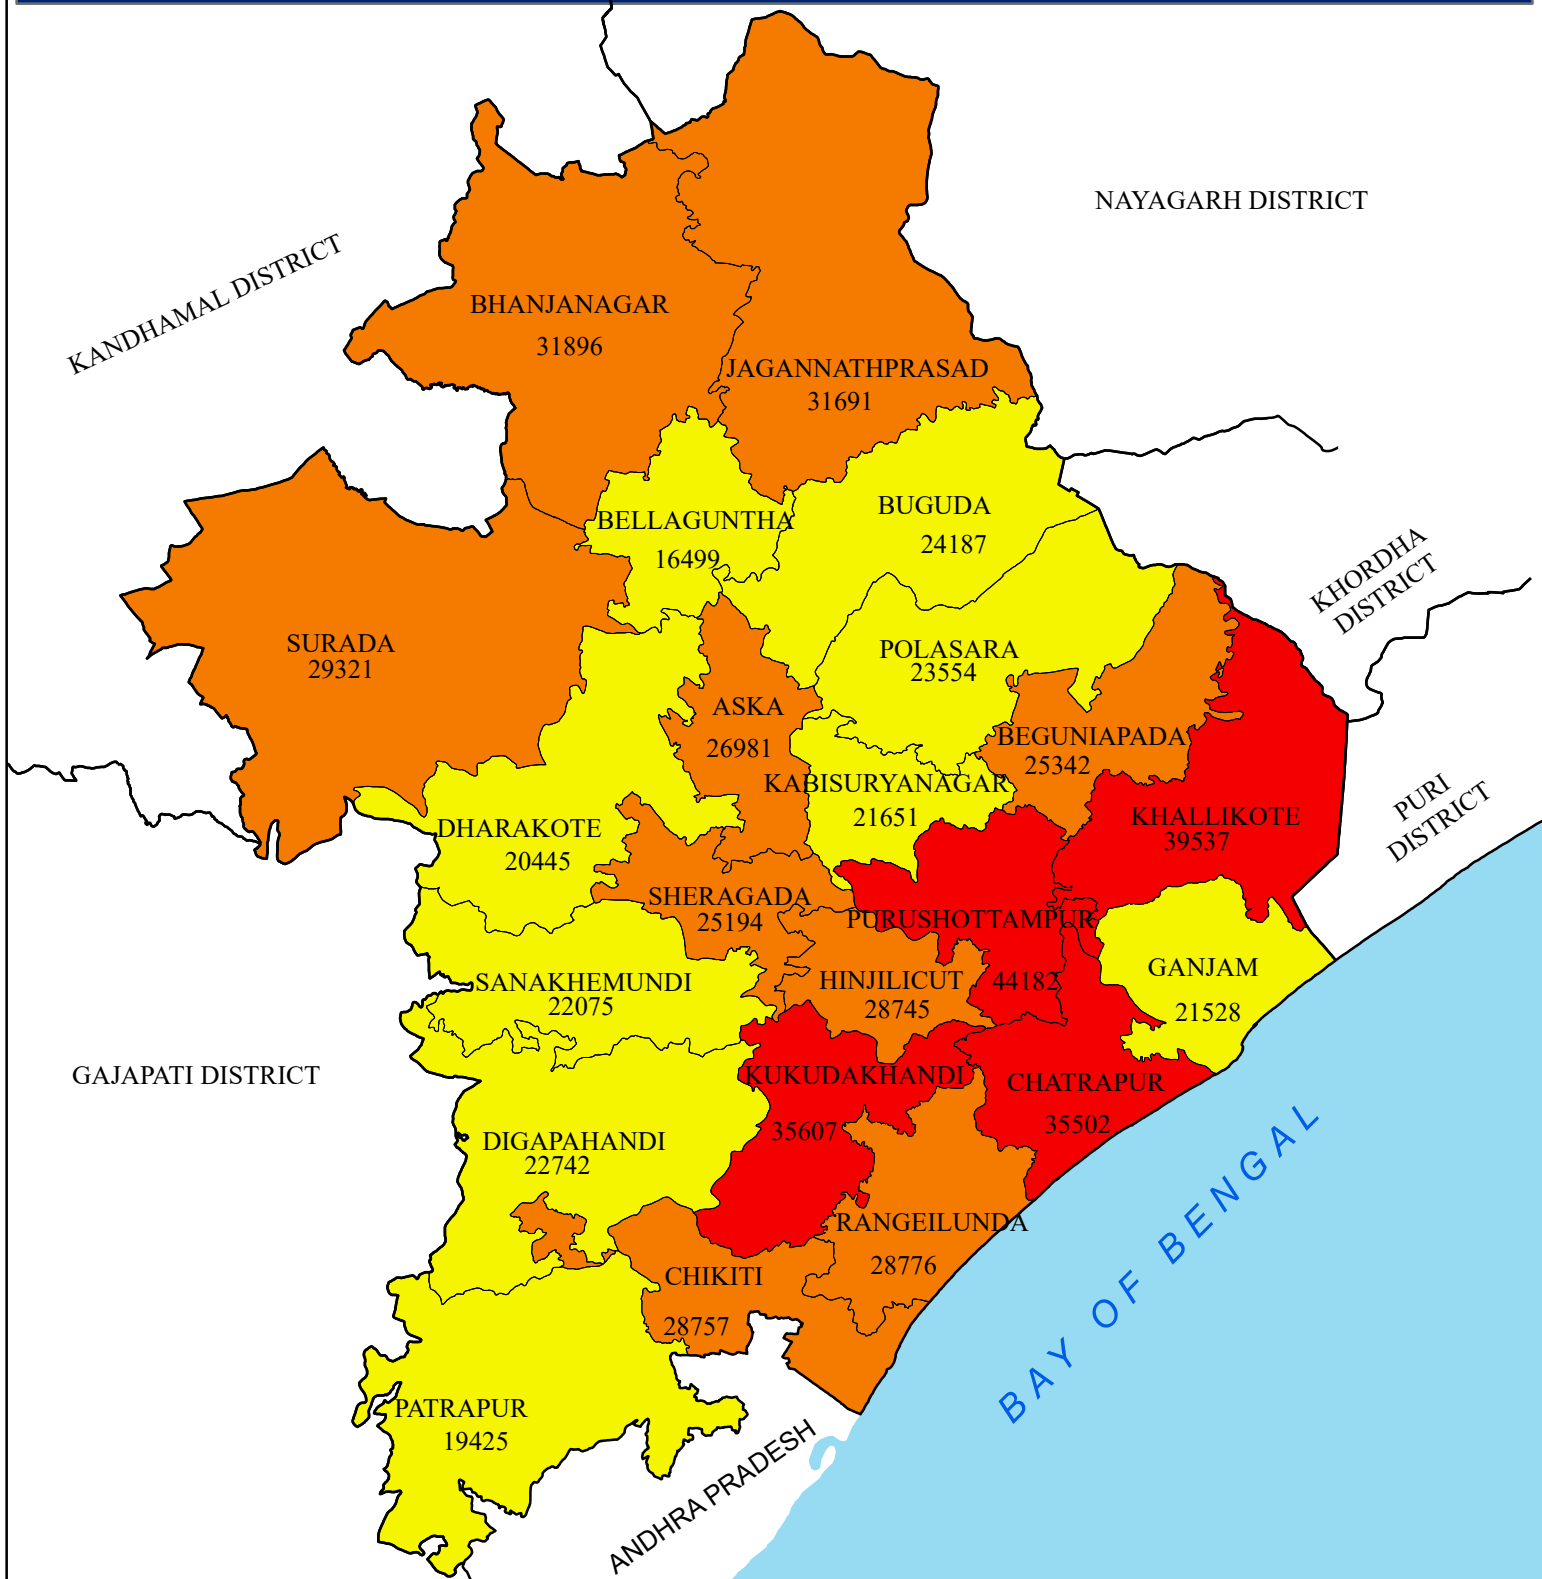 NAYAGARH DISTRICT
KANDHAMAL DISTRICT
BHANJANAGAR
31896
JAGANNATHPRASAD
31691
BUGUDA
24187
BELLAGUNTHA
16499
KHORDHA
DISTRICT
SURADA
29321
POLASARA
23554
ASKA
26981
BEGUNIAPADA
25342
KABISURYANAGAR
21651
KHALLIKOTE
39537
PURI
DISTRICT
DHARAKOTE
20445
SHERAGADA
25194
PURUSHOTTAMPUR
44182
GANJAM
21528
SANAKHEMUNDI
22075
HINJILICUT
28745
GAJAPATI DISTRICT
KUKUDAKHANDI
35607
CHATRAPUR
35502
DIGAPAHANDI
22742
RANGEILUNDA
28776
CHIKITI
28757
BAY OF BENGAL
PATRAPUR
19425
ANDHRA PRADESH